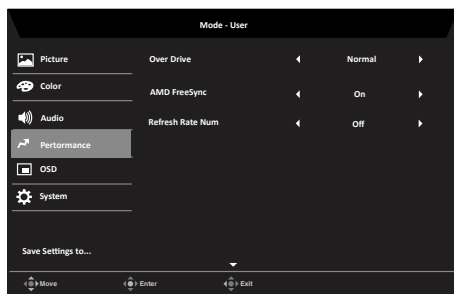 Mode - User
Picture
Over Drive Normal
Color
AMD FreeSync On
Audio
Refresh Rate Num Off
Pertormance
OSD
System
Save Settings to...
Move Enter Exit